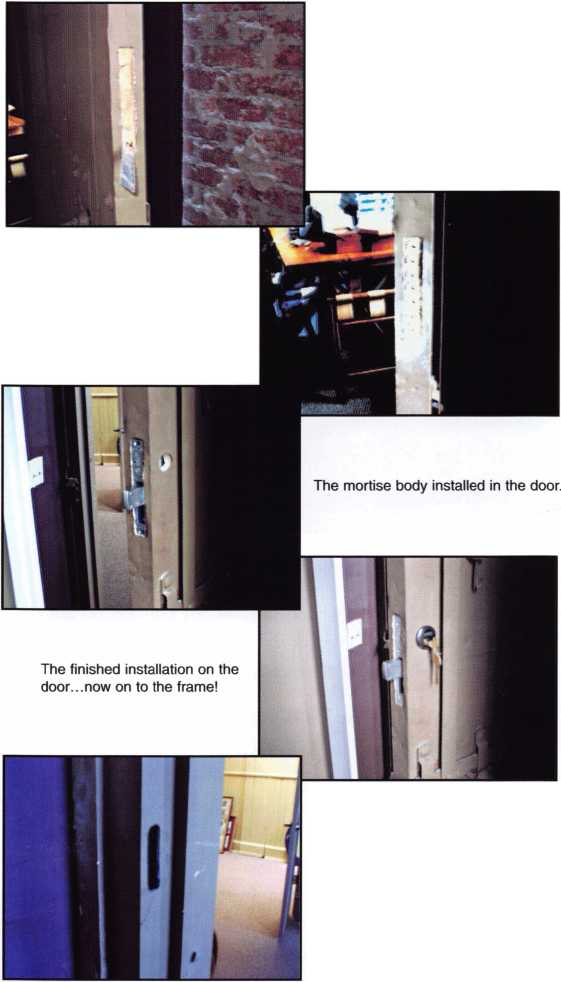 The mortise body installed in the door.
The finished installation on the
door…now on to the frame!